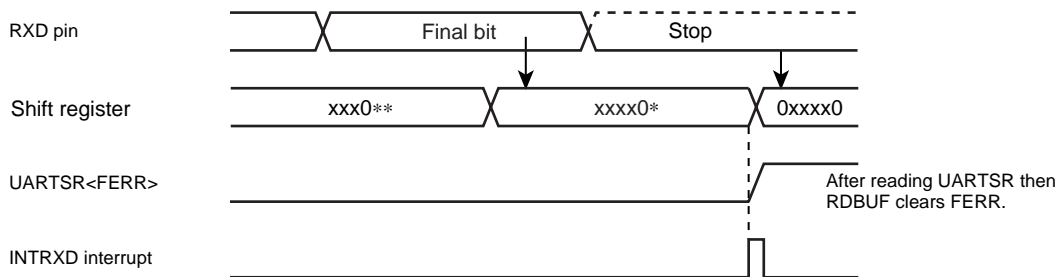 RXD pin
Final bit
Stop
Shift register
xxx0**
xxxx0*
0xxxx0
UARTSR<FERR>
After reading UARTSR then
RDBUF clears FERR.
INTRXD interrupt